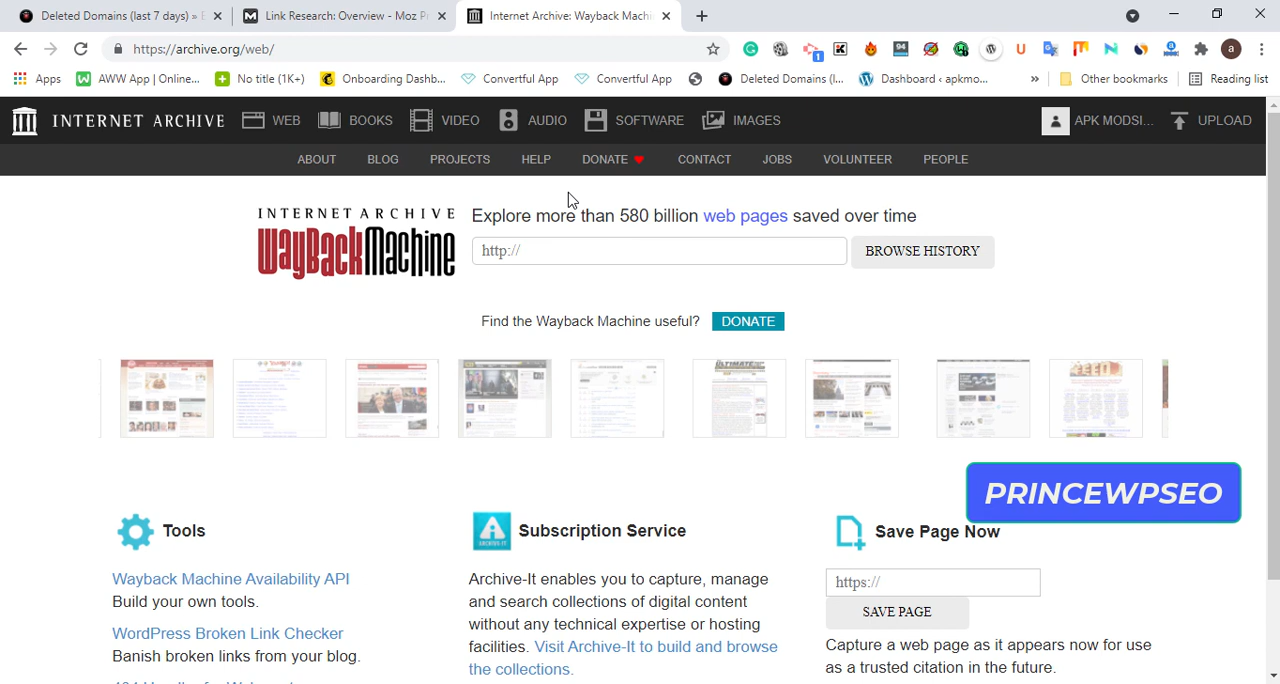 Deleted Domains (last 7 days) »
Link Research: Overview - Moz P
Internet Archive: Wayback Machin
https://archive.org/web/
94
1
a
Apps
AWW App | Online...
No title (1K+)
Onboarding Dashb...
Convertful App
Convertful App
Deleted Domains (l...
Dashboard ‹ apkmo...
»
Other bookmarks
Reading list
INTERNET ARCHIVE
WEB
BOOKS
VIDEO
AUDIO
SOFTWARE
IMAGES
APK MODSI...
UPLOAD
ABOUT
BLOG
PROJECTS
HELP
DONATE
CONTACT
JOBS
VOLUNTEER
PEOPLE
INTERNET ARCHIVE
WayBackMachine
Explore more than 580 billion web pages saved over time
http://
BROWSE HISTORY
Find the Wayback Machine useful?
DONATE
PRINCEWPSEO
Tools
Wayback Machine Availability API
Build your own tools.
WordPress Broken Link Checker
Banish broken links from your blog.
ARCHIVE-IT
Subscription Service
Archive-It enables you to capture, manage
and search collections of digital content
without any technical expertise or hosting
facilities. Visit Archive-It to build and browse
the collections.
Save Page Now
https://
SAVE PAGE
Capture a web page as it appears now for use
as a trusted citation in the future.